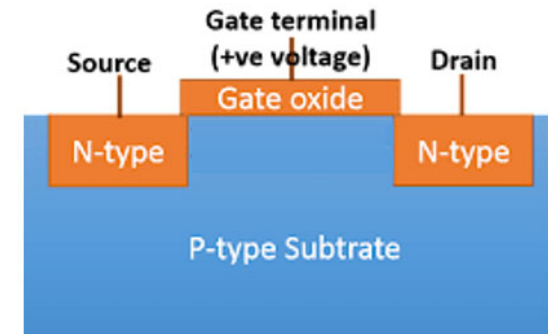 Gate terminal
(+ve voltage)
Source
Drain
Gate oxide
N-type
N-type
P-type Subtrate